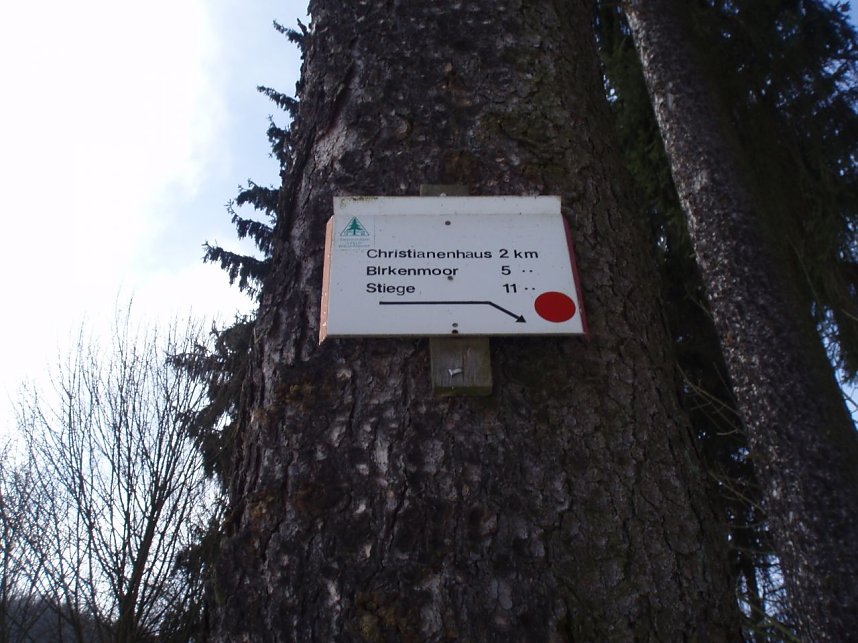 Christianenhaus 2 km
Birkenmoor 5 ··
Stiege 11 ··